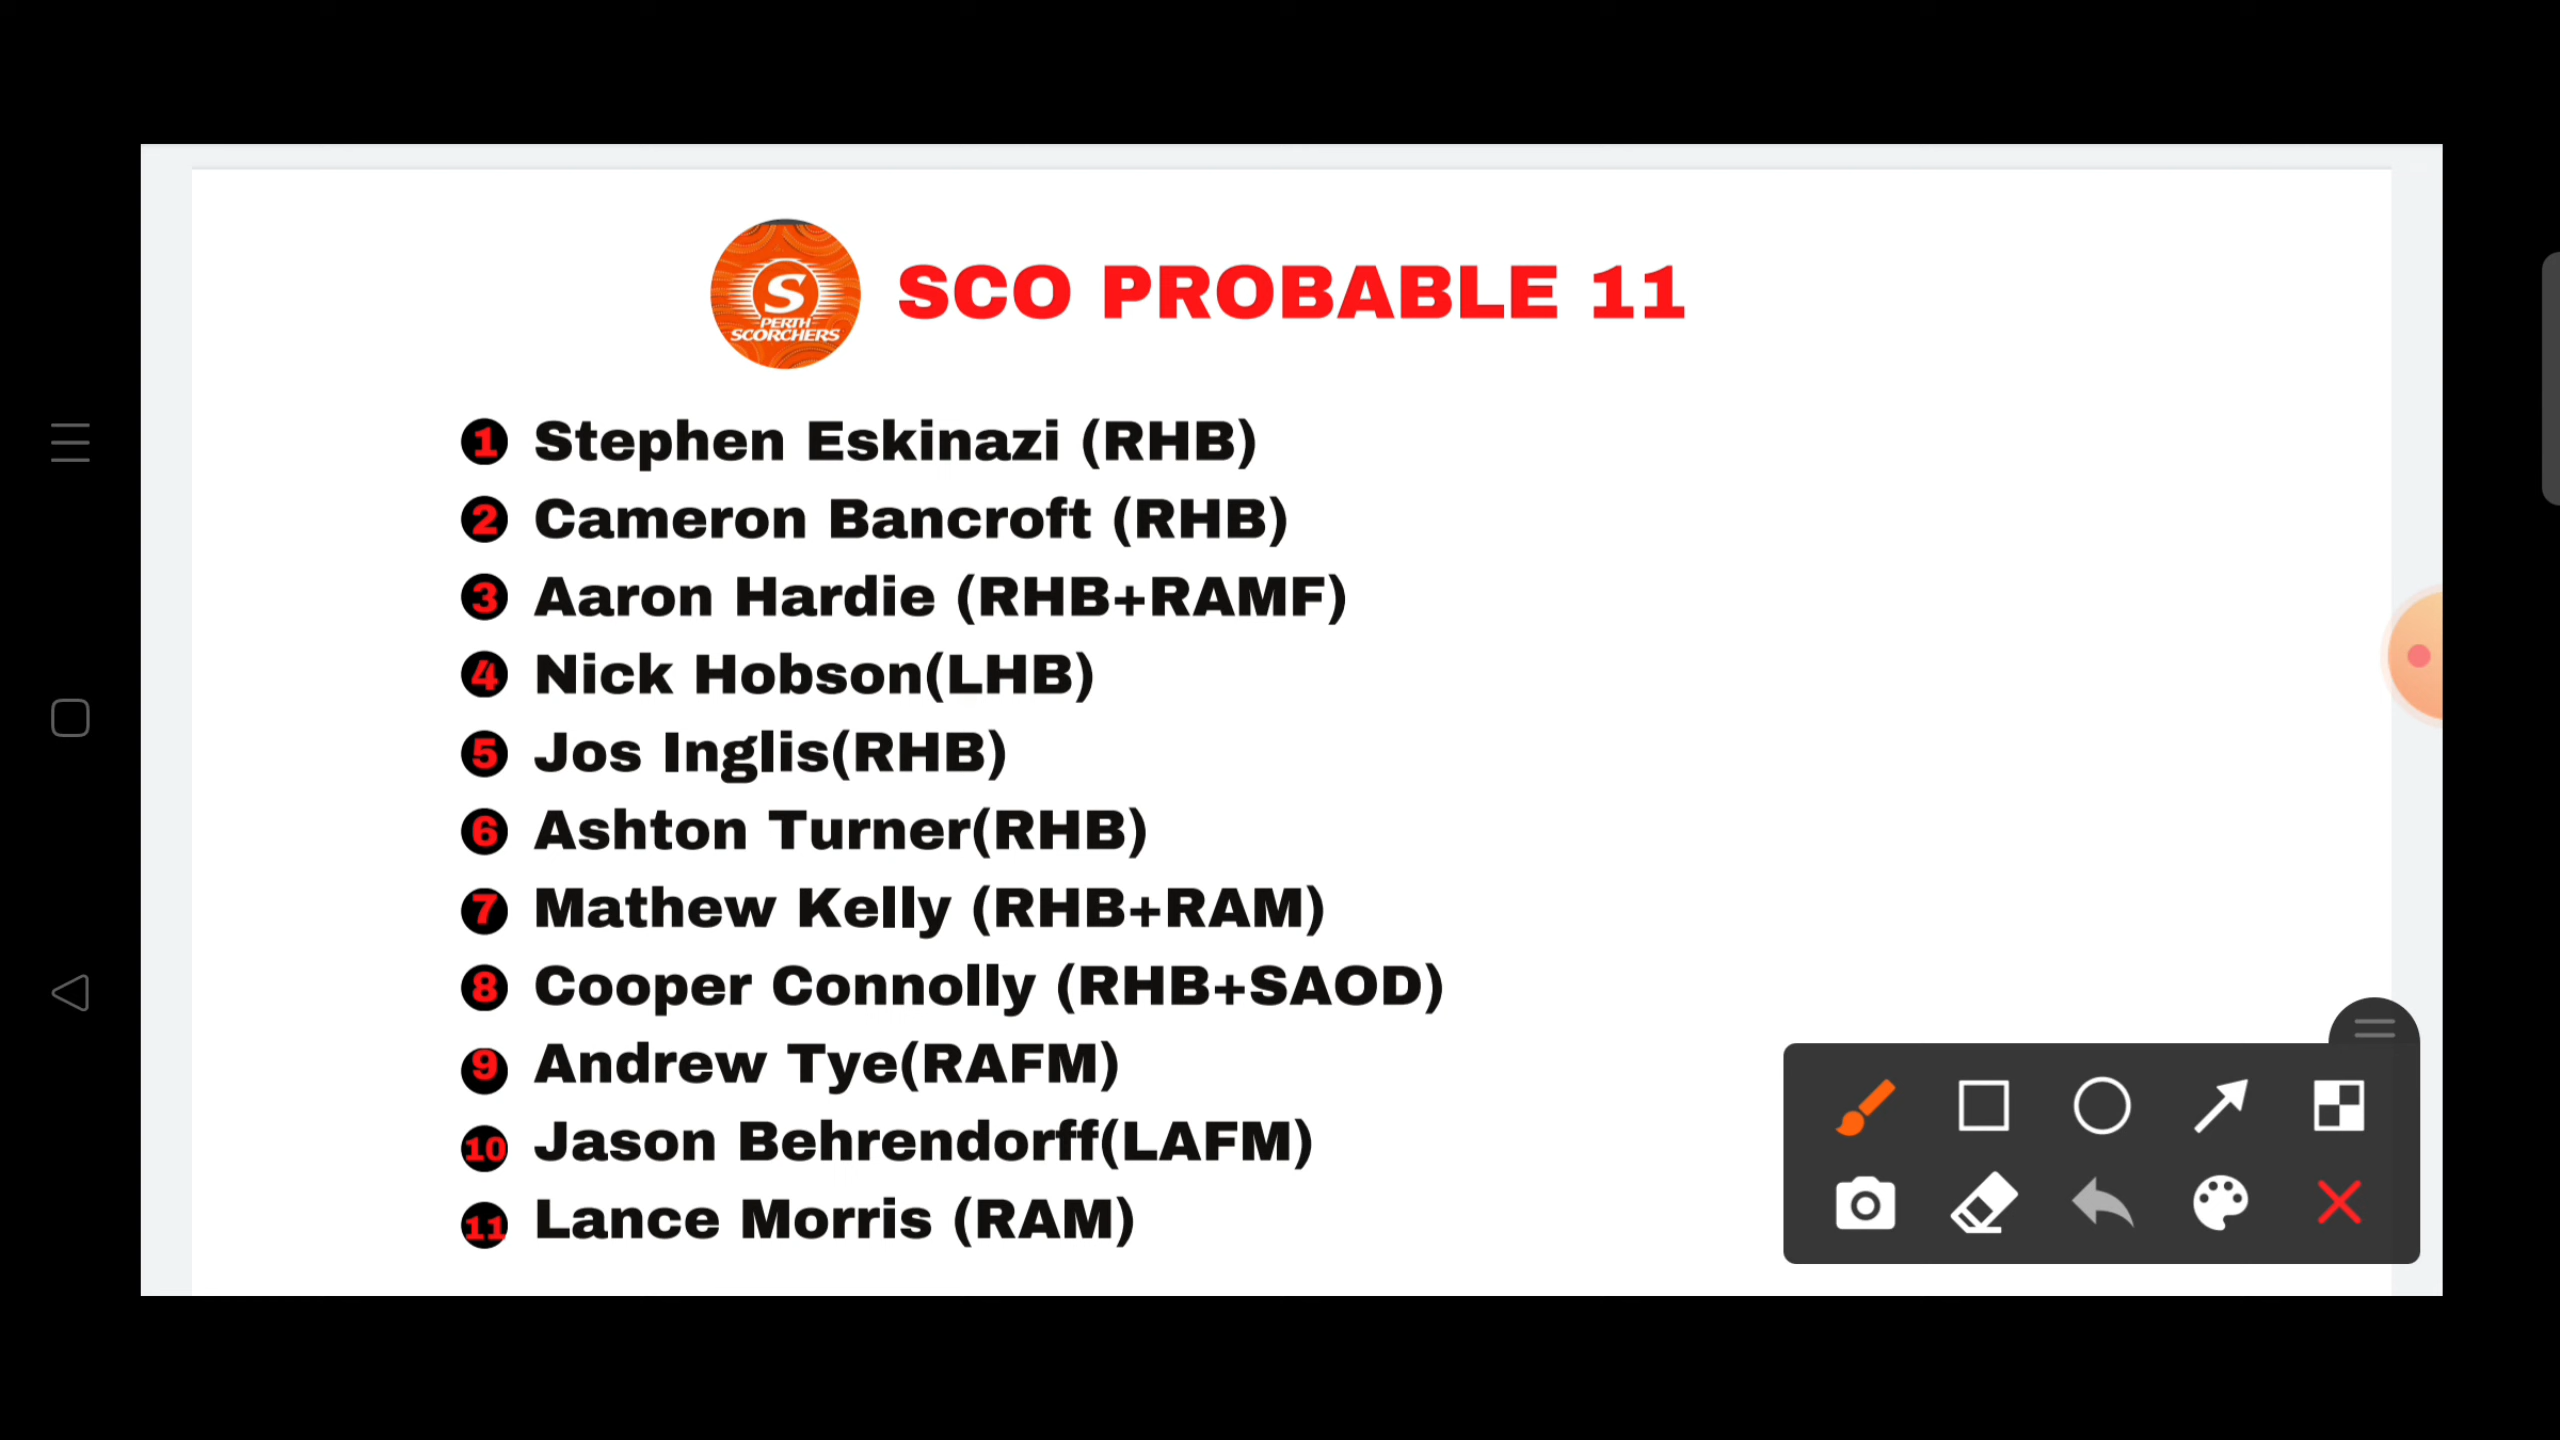 S
PERTH
SCORCHERS
SCO PROBABLE 11
1 Stephen Eskinazi (RHB)
2 Cameron Bancroft (RHB)
3 Aaron Hardie (RHB+RAMF)
4 Nick Hobson(LHB)
5 Jos Inglis(RHB)
6 Ashton Turner(RHB)
7 Mathew Kelly (RHB+RAM)
8 Cooper Connolly (RHB+SAOD)
9 Andrew Tye(RAFM)
10 Jason Behrendorff(LAFM)
11 Lance Morris (RAM)